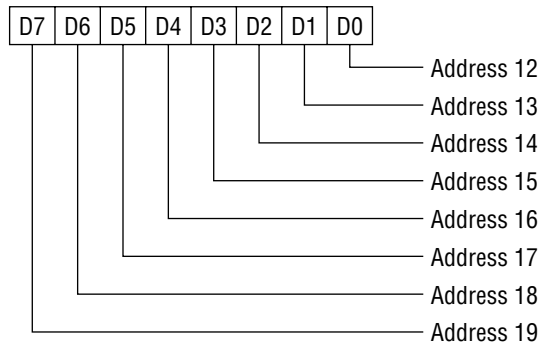 D7 D6 D5 D4 D3 D2 D1 D0
Address 12
Address 13
Address 14
Address 15
Address 16
Address 17
Address 18
Address 19